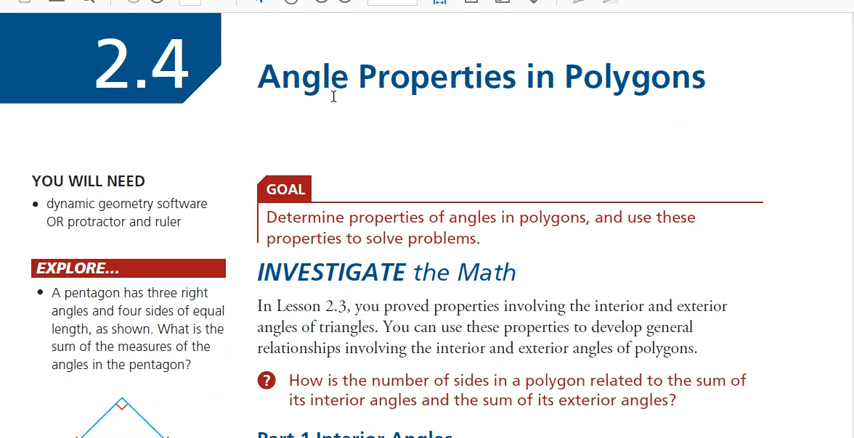 2.4
Angle Properties in Polygons
YOU WILL NEED
• dynamic geometry software
OR protractor and ruler
EXPLORE...
• A pentagon has three right
angles and four sides of equal
length, as shown. What is the
sum of the measures of the
angles in the pentagon?
GOAL
Determine properties of angles in polygons, and use these
properties to solve problems.
INVESTIGATE the Math
In Lesson 2.3, you proved properties involving the interior and exterior
angles of triangles. You can use these properties to develop general
relationships involving the interior and exterior angles of polygons.
? How is the number of sides in a polygon related to the sum of
its interior angles and the sum of its exterior angles?
Part 1 Interior Angles